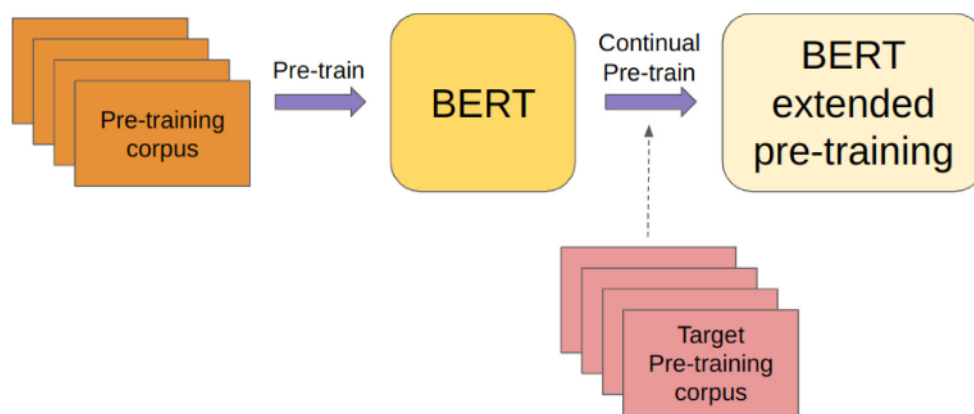 Pre-training
corpus
Pre-train
BERT
Continual
Pre-train
BERT
extended
pre-training
Target
Pre-training
corpus